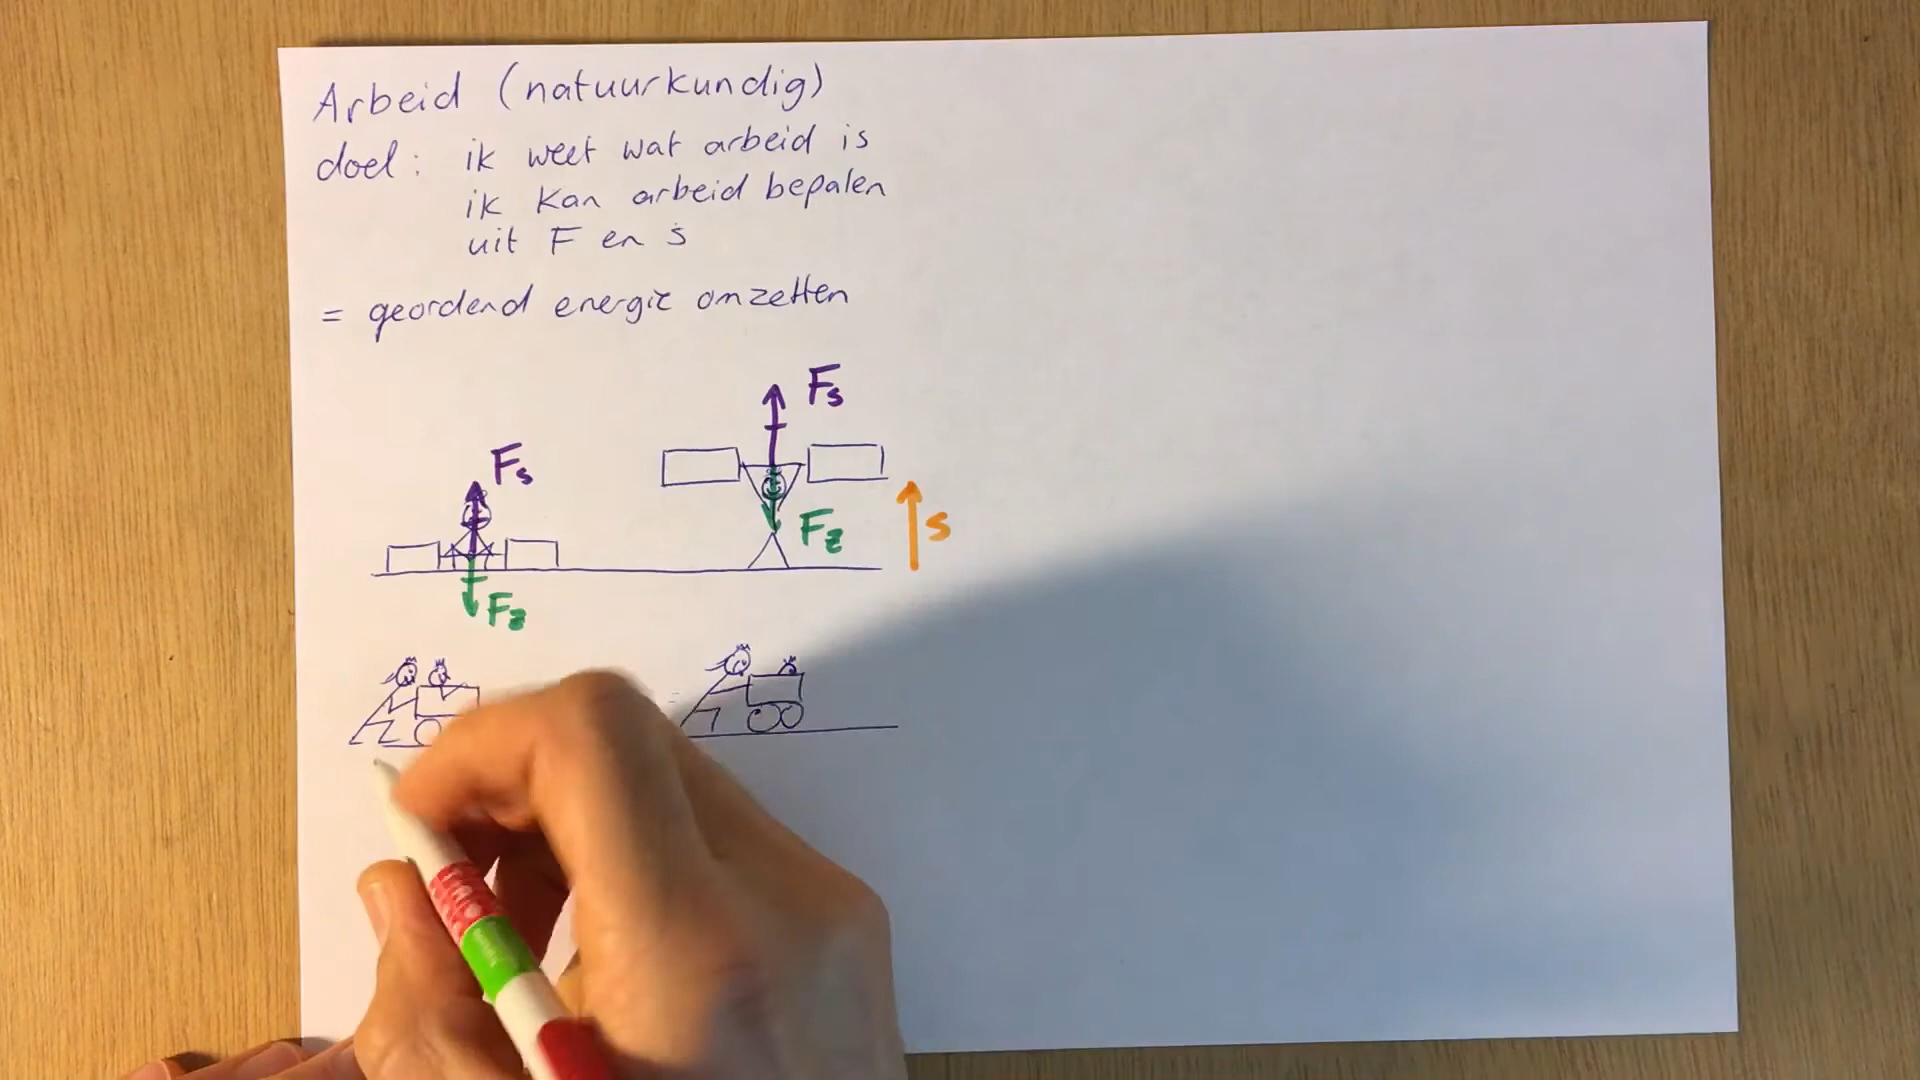 Arbeid (natuurkundig)
doel: ik weet wat arbeid is
ik kan arbeid bepalen
uit F en s
= geordend energie omzetten
Fs
Fs
Fz
s
Fz